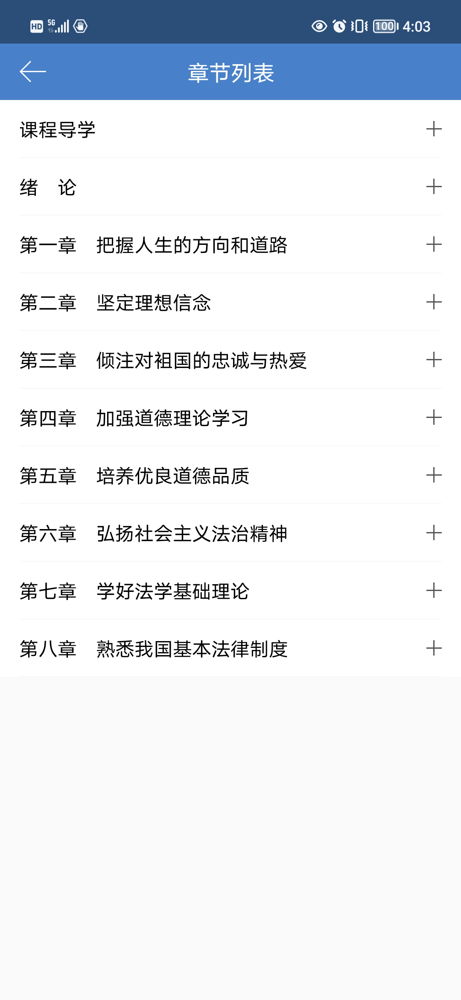 HD 5G 100 4:03
章节列表
课程导学
绪　论
第一章　把握人生的方向和道路
第二章　坚定理想信念
第三章　倾注对祖国的忠诚与热爱
第四章　加强道德理论学习
第五章　培养优良道德品质
第六章　弘扬社会主义法治精神
第七章　学好法学基础理论
第八章　熟悉我国基本法律制度